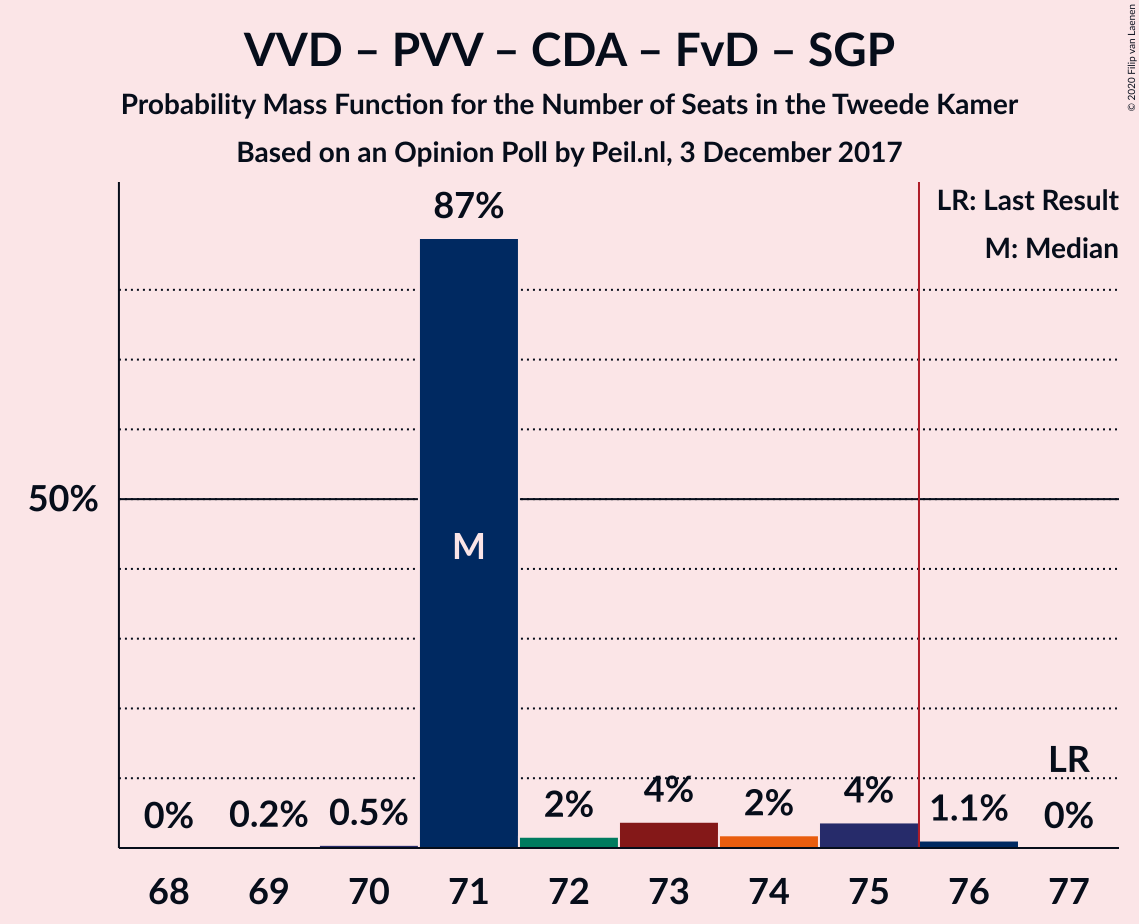 VVD – PVV – CDA – FvD – SGP
Probability Mass Function for the Number of Seats in the Tweede Kamer
Based on an Opinion Poll by Peil.nl, 3 December 2017
© 2020 Filip van Laenen
LR: Last Result
M: Median
87%
50%
M
LR
0% 0.2% 0.5% 2% 4% 2% 4% 1.1% 0%
68 69 70 71 72 73 74 75 76 77